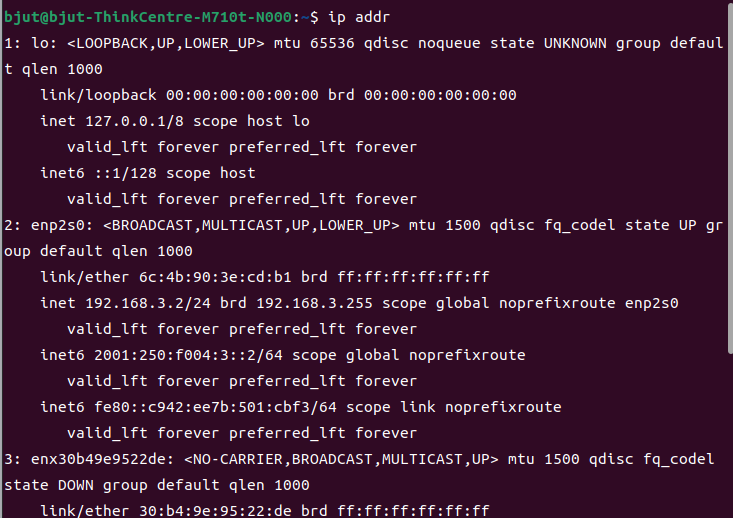 bjut@bjut-ThinkCentre-M710t-N000:~$ ip addr
1: lo: <LOOPBACK,UP,LOWER_UP> mtu 65536 qdisc noqueue state UNKNOWN group defaul
t qlen 1000
    link/loopback 00:00:00:00:00:00 brd 00:00:00:00:00:00
    inet 127.0.0.1/8 scope host lo
       valid_lft forever preferred_lft forever
    inet6 ::1/128 scope host
       valid_lft forever preferred_lft forever
2: enp2s0: <BROADCAST,MULTICAST,UP,LOWER_UP> mtu 1500 qdisc fq_codel state UP gr
oup default qlen 1000
    link/ether 6c:4b:90:3e:cd:b1 brd ff:ff:ff:ff:ff:ff
    inet 192.168.3.2/24 brd 192.168.3.255 scope global noprefixroute enp2s0
       valid_lft forever preferred_lft forever
    inet6 2001:250:f004:3::2/64 scope global noprefixroute
       valid_lft forever preferred_lft forever
    inet6 fe80::c942:ee7b:501:cbf3/64 scope link noprefixroute
       valid_lft forever preferred_lft forever
3: enx30b49e9522de: <NO-CARRIER,BROADCAST,MULTICAST,UP> mtu 1500 qdisc fq_codel
state DOWN group default qlen 1000
    link/ether 30:b4:9e:95:22:de brd ff:ff:ff:ff:ff:ff